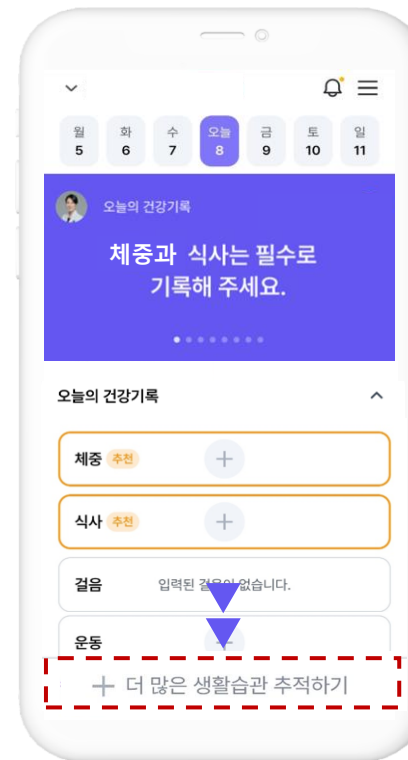 월 화 수 오늘 금 토 일
5 6 7 8 9 10 11
오늘의 건강기록
체중과 식사는 필수로
기록해 주세요.
오늘의 건강기록
체중 추천
식사 추천
걸음 입력된 걸음이 없습니다.
운동
더 많은 생활습관 추적하기